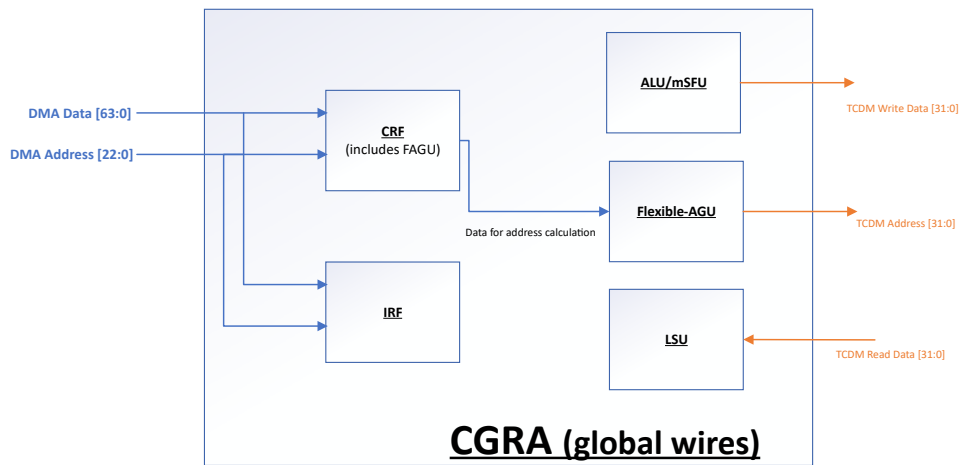 ALU/mSFU
TCDM Write Data [31:0]
DMA Data [63:0]
CRF
(includes FAGU)
DMA Address [22:0]
Flexible-AGU
TCDM Address [31:0]
Data for address calculation
IRF
LSU
TCDM Read Data [31:0]
CGRA (global wires)